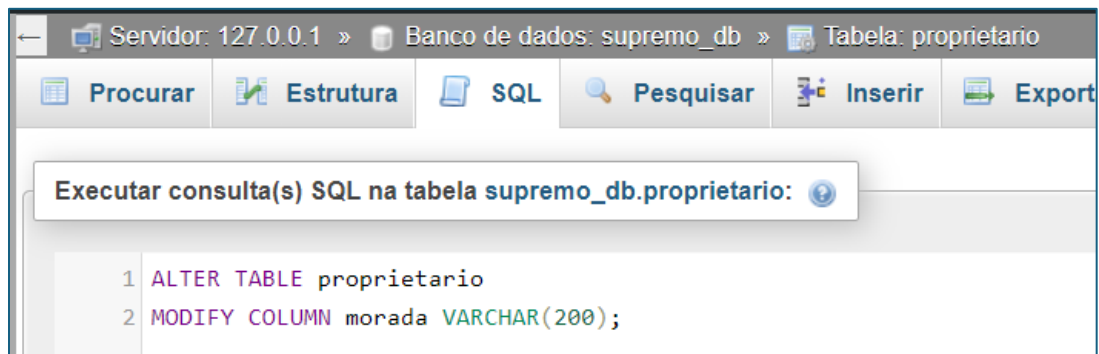 ← Servidor: 127.0.0.1 » Banco de dados: supremo_db » Tabela: proprietario
Procurar Estrutura SQL Pesquisar Inserir Export
Executar consulta(s) SQL na tabela supremo_db.proprietario:
1 ALTER TABLE proprietario
2 MODIFY COLUMN morada VARCHAR(200);